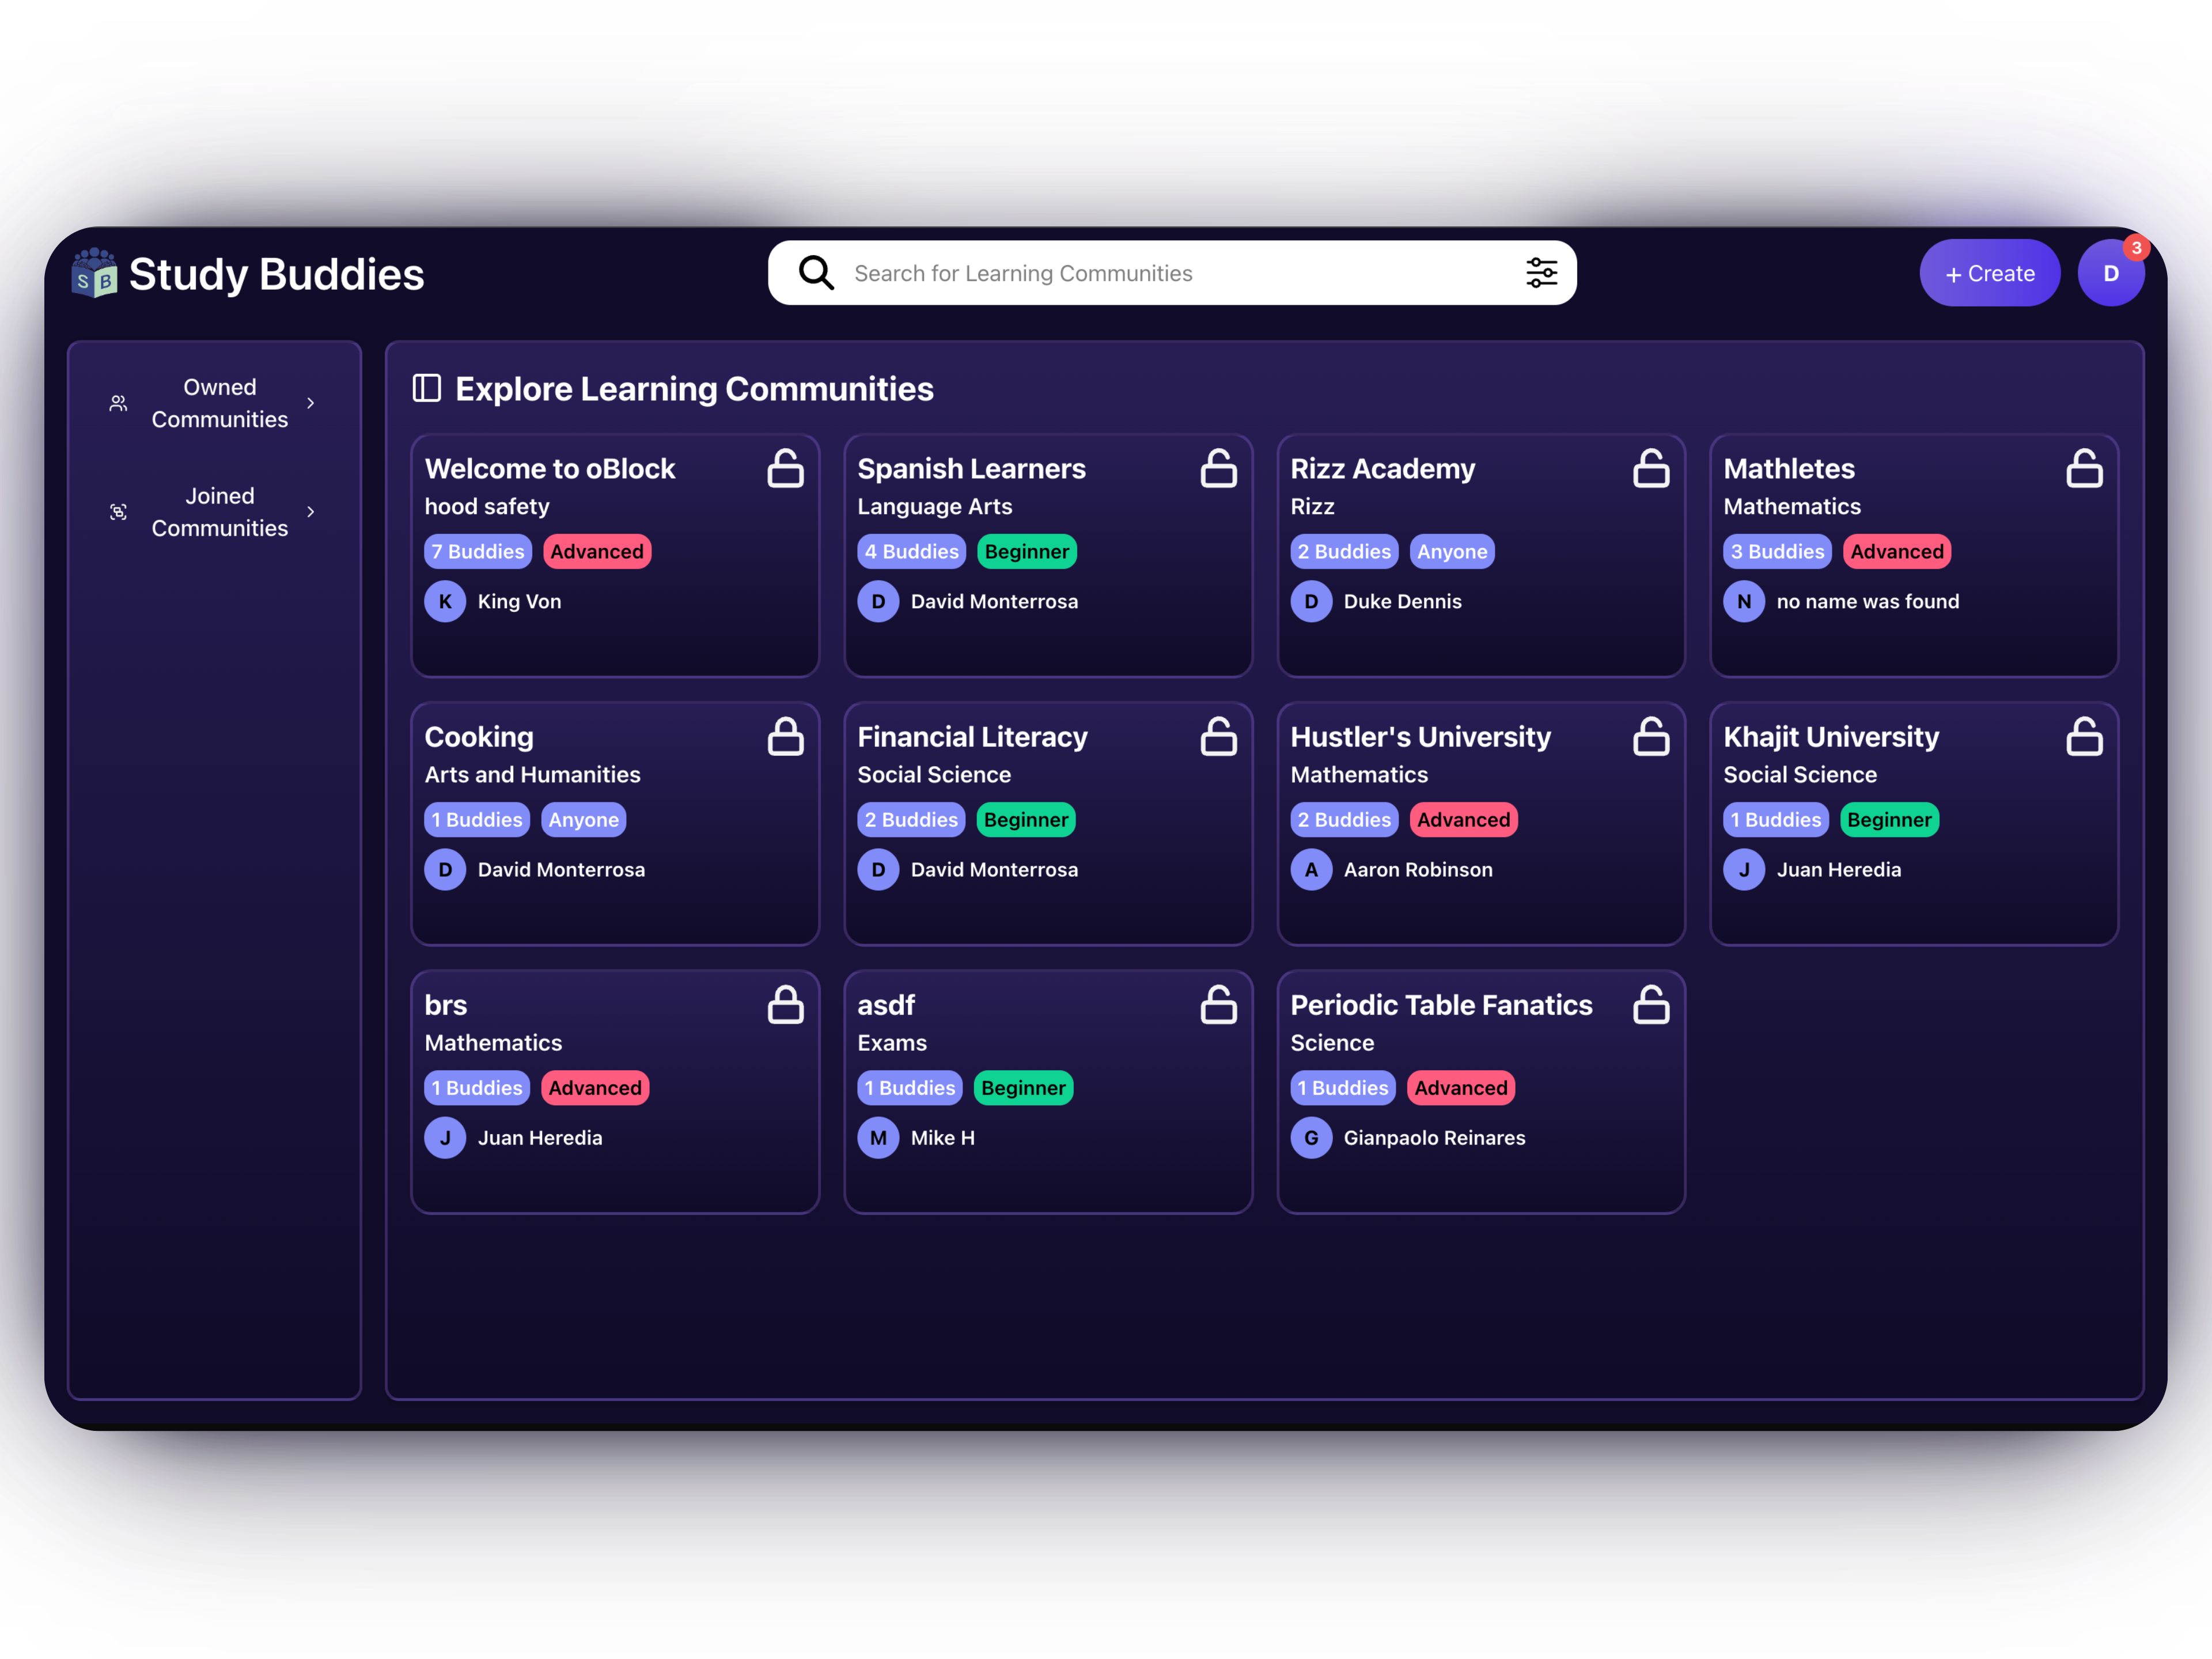 S B Study Buddies
Search for Learning Communities
+ Create
D
3
Owned
Communities
Joined
Communities
Explore Learning Communities
Welcome to oBlock
hood safety
7 Buddies Advanced
K King Von
Spanish Learners
Language Arts
4 Buddies Beginner
D David Monterrosa
Rizz Academy
Rizz
2 Buddies Anyone
D Duke Dennis
Mathletes
Mathematics
3 Buddies Advanced
N no name was found
Cooking
Arts and Humanities
1 Buddies Anyone
D David Monterrosa
Financial Literacy
Social Science
2 Buddies Beginner
D David Monterrosa
Hustler's University
Mathematics
2 Buddies Advanced
A Aaron Robinson
Khajit University
Social Science
1 Buddies Beginner
J Juan Heredia
brs
Mathematics
1 Buddies Advanced
J Juan Heredia
asdf
Exams
1 Buddies Beginner
M Mike H
Periodic Table Fanatics
Science
1 Buddies Advanced
G Gianpaolo Reinares